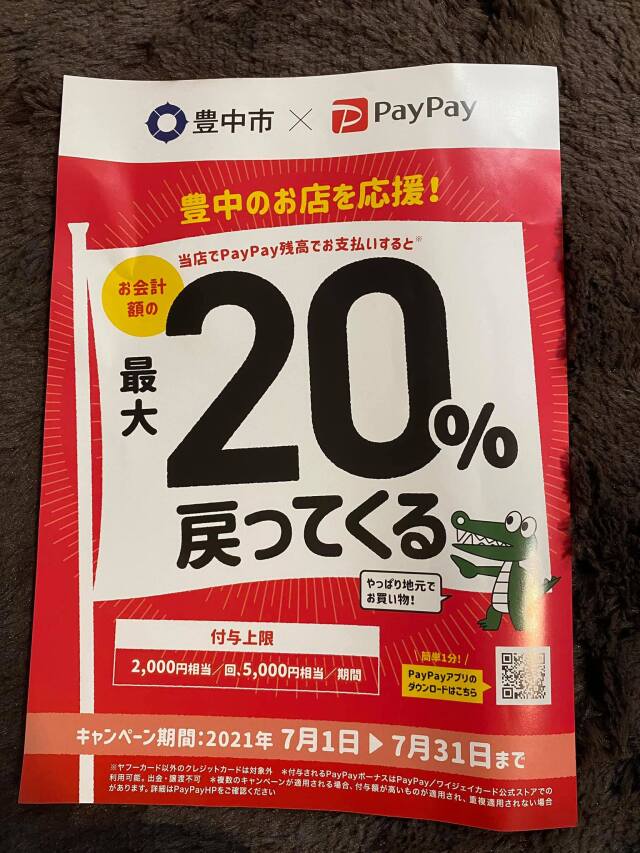 豊中市 × PayPay
豊中のお店を応援!
当店でPayPay残高でお支払いすると※
お会計
額の
最大
20%
戻ってくる
やっぱり地元で
お買い物!
付与上限
2,000円相当/回、5,000円相当/期間
簡単1分!
PayPayアプリの
ダウンロードはこちら
キャンペーン期間:2021年 7月1日▶7月31日まで
※ヤフーカード以外のクレジットカードは対象外 *付与されるPayPayボーナスはPayPay/ワイジェイカード公式ストアでの
利用可能。出金・譲渡不可 *複数のキャンペーンが適用される場合、付与額が高いものが適用され、重複適用されない場合
があります。詳細はPayPayHPをご確認ください